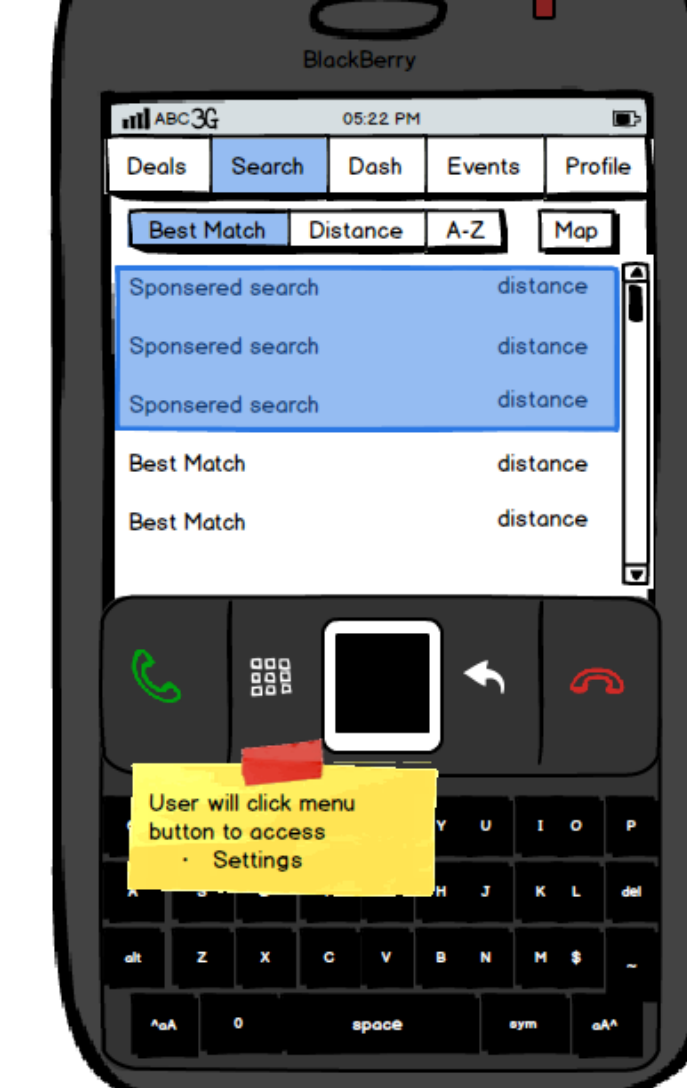 BlackBerry
ABC 3G 05:22 PM
Deals Search Dash Events Profile
Best Match Distance A-Z Map
Sponsered search distance
Sponsered search distance
Sponsered search distance
Best Match distance
Best Match distance
User will click menu
button to access
· Settings
Y U I O P
H J K L del
alt Z X C V B N M $ ~
^aA 0 space sym aA^